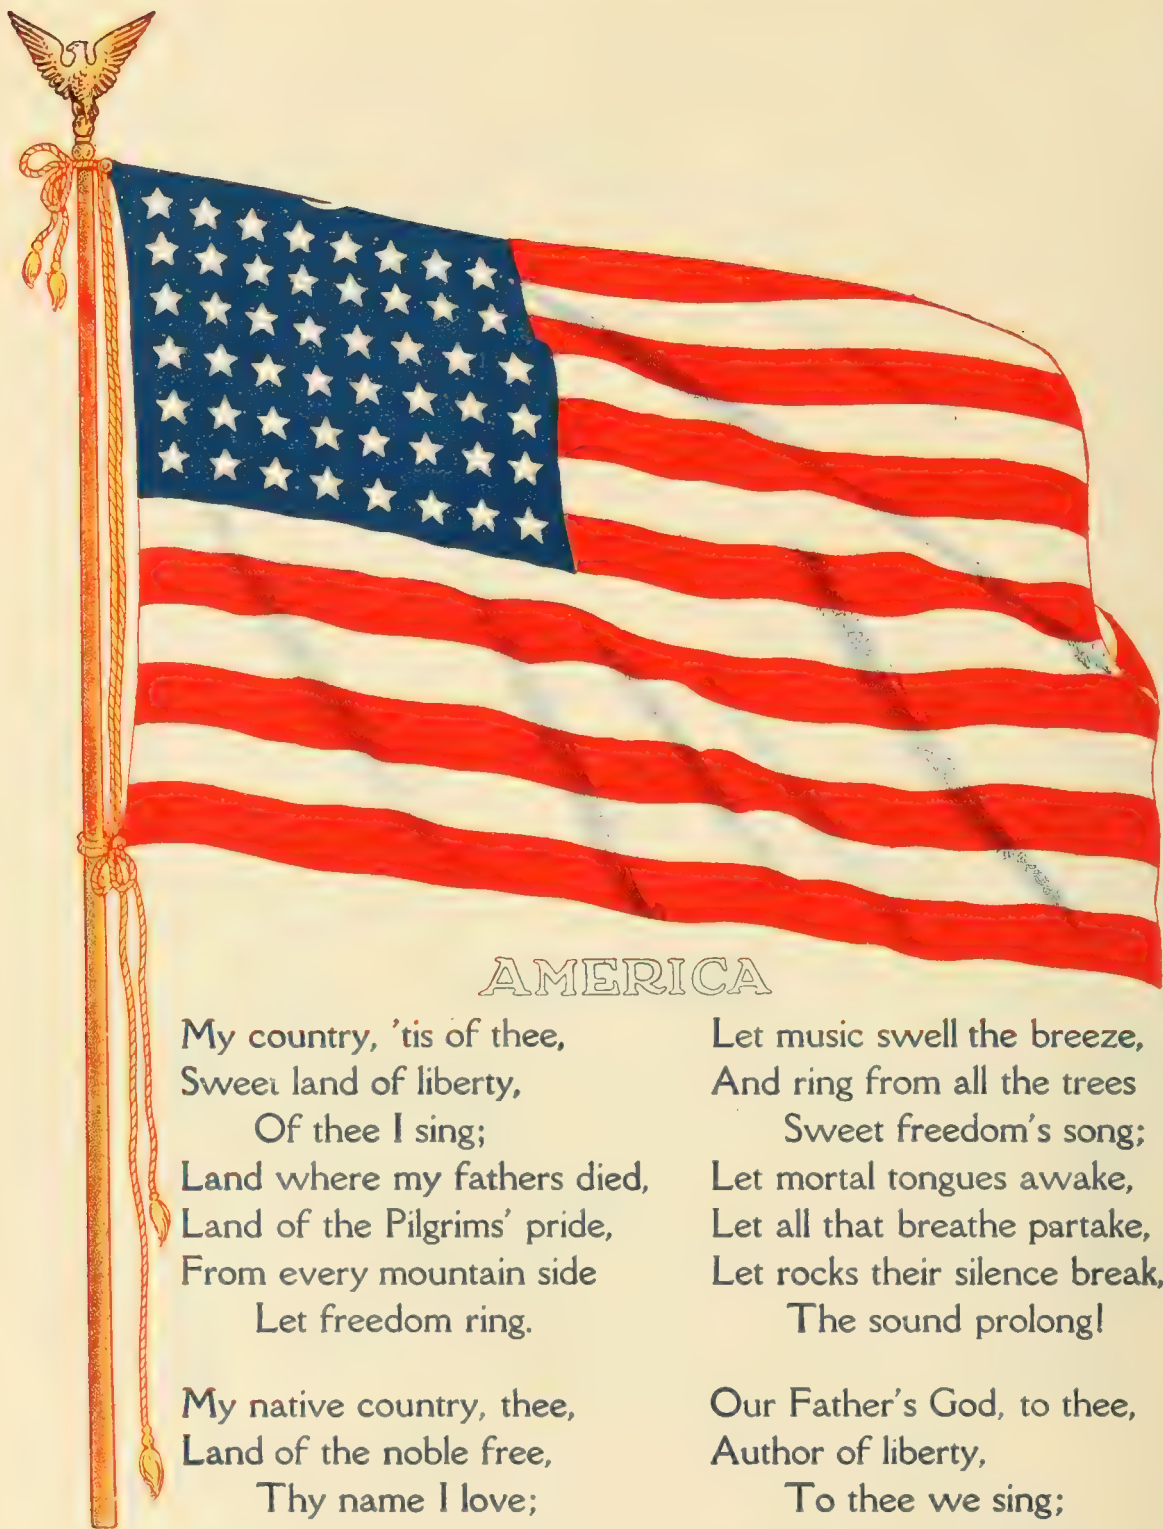 AMERICA
My country, 'tis of thee,
Sweet land of liberty,
Of thee I sing;
Land where my fathers died,
Land of the Pilgrims' pride,
From every mountain side
Let freedom ring.
My native country, thee,
Land of the noble free,
Thy name I love;
Let music swell the breeze,
And ring from all the trees
Sweet freedom's song;
Let mortal tongues awake,
Let all that breathe partake,
Let rocks their silence break,
The sound prolong!
Our Father's God, to thee,
Author of liberty,
To thee we sing;